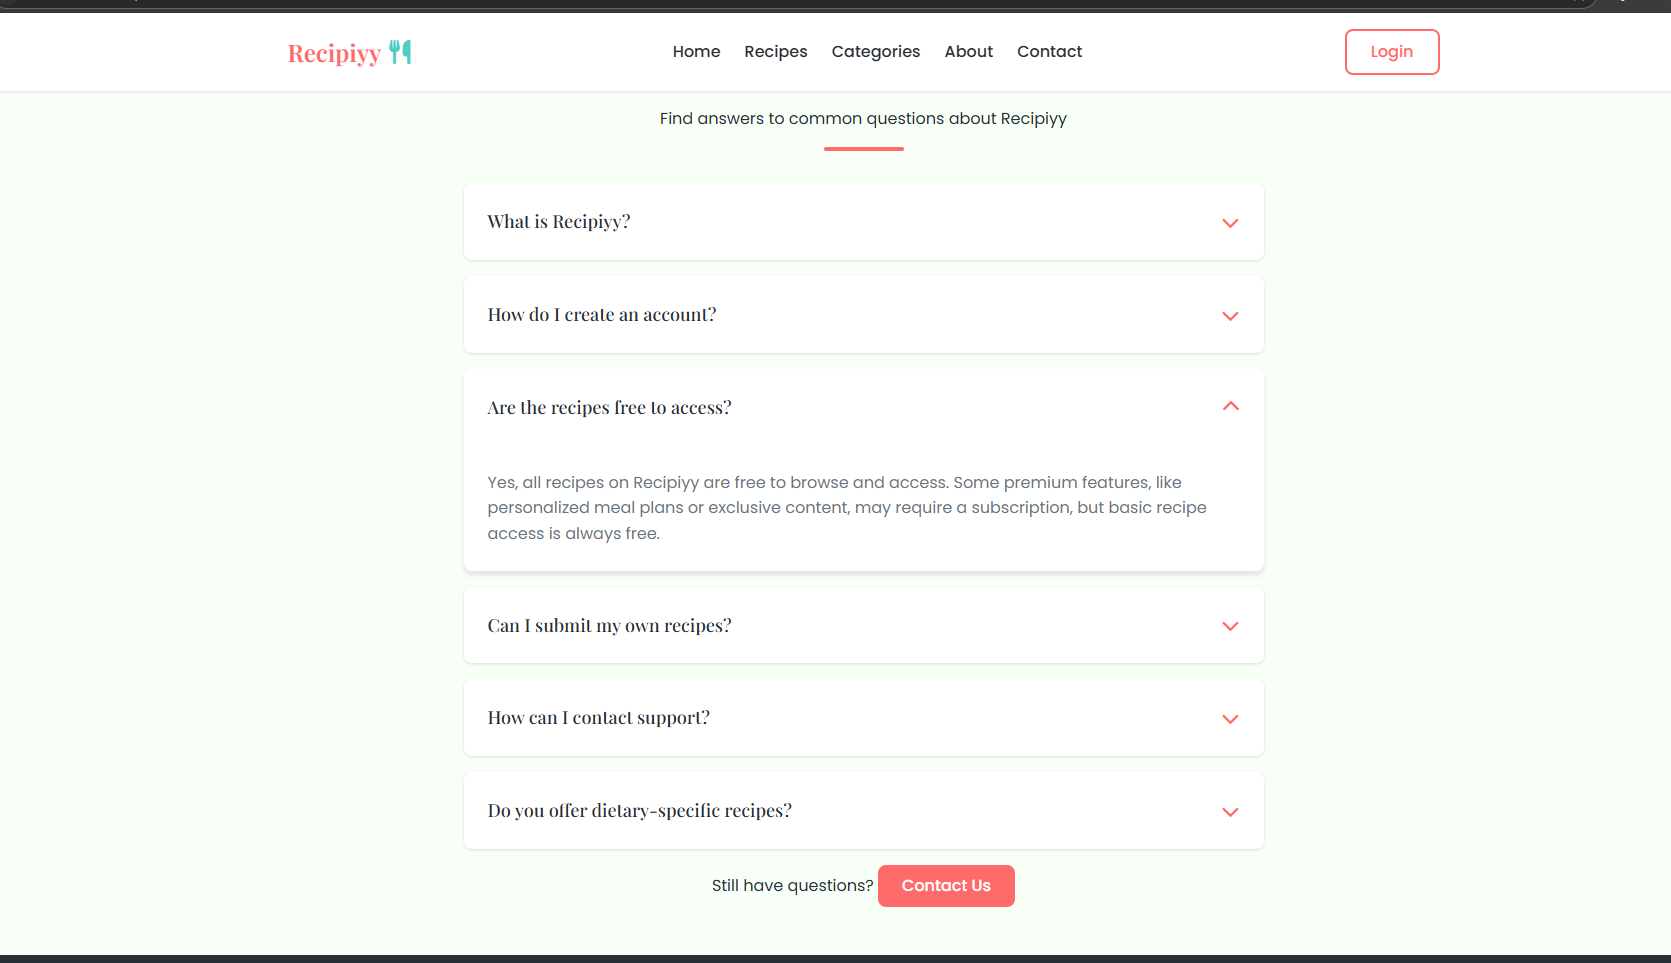 Recipiyy
Home Recipes Categories About Contact
Login
Find answers to common questions about Recipiyy
What is Recipiyy?
How do I create an account?
Are the recipes free to access?
Yes, all recipes on Recipiyy are free to browse and access. Some premium features, like
personalized meal plans or exclusive content, may require a subscription, but basic recipe
access is always free.
Can I submit my own recipes?
How can I contact support?
Do you offer dietary-specific recipes?
Still have questions? Contact Us